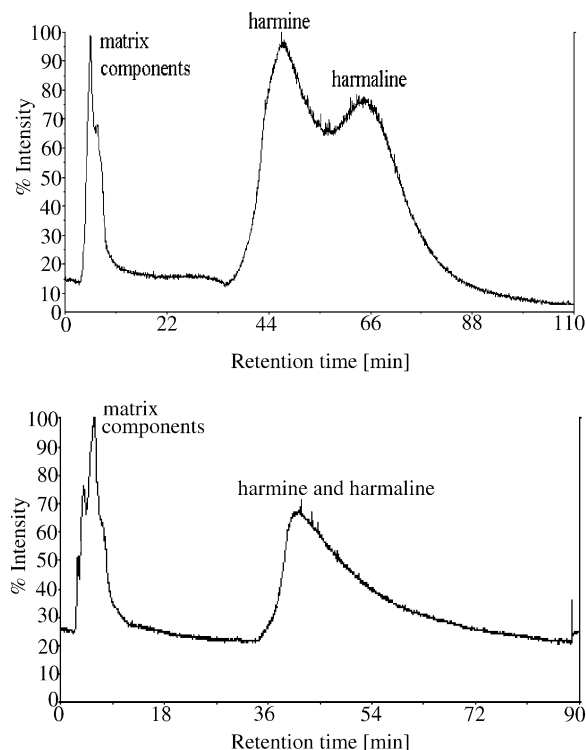 harmine
100
matrix
components
harmaline
90
80
70
60
50
40
30
20
10
0
% Intensity
0 22 44 66 88 110
Retention time [min]
100
matrix
components
90
80
harmine and harmaline
70
60
50
40
30
20
10
0
% Intensity
0 18 36 54 72 90
Retention time [min]